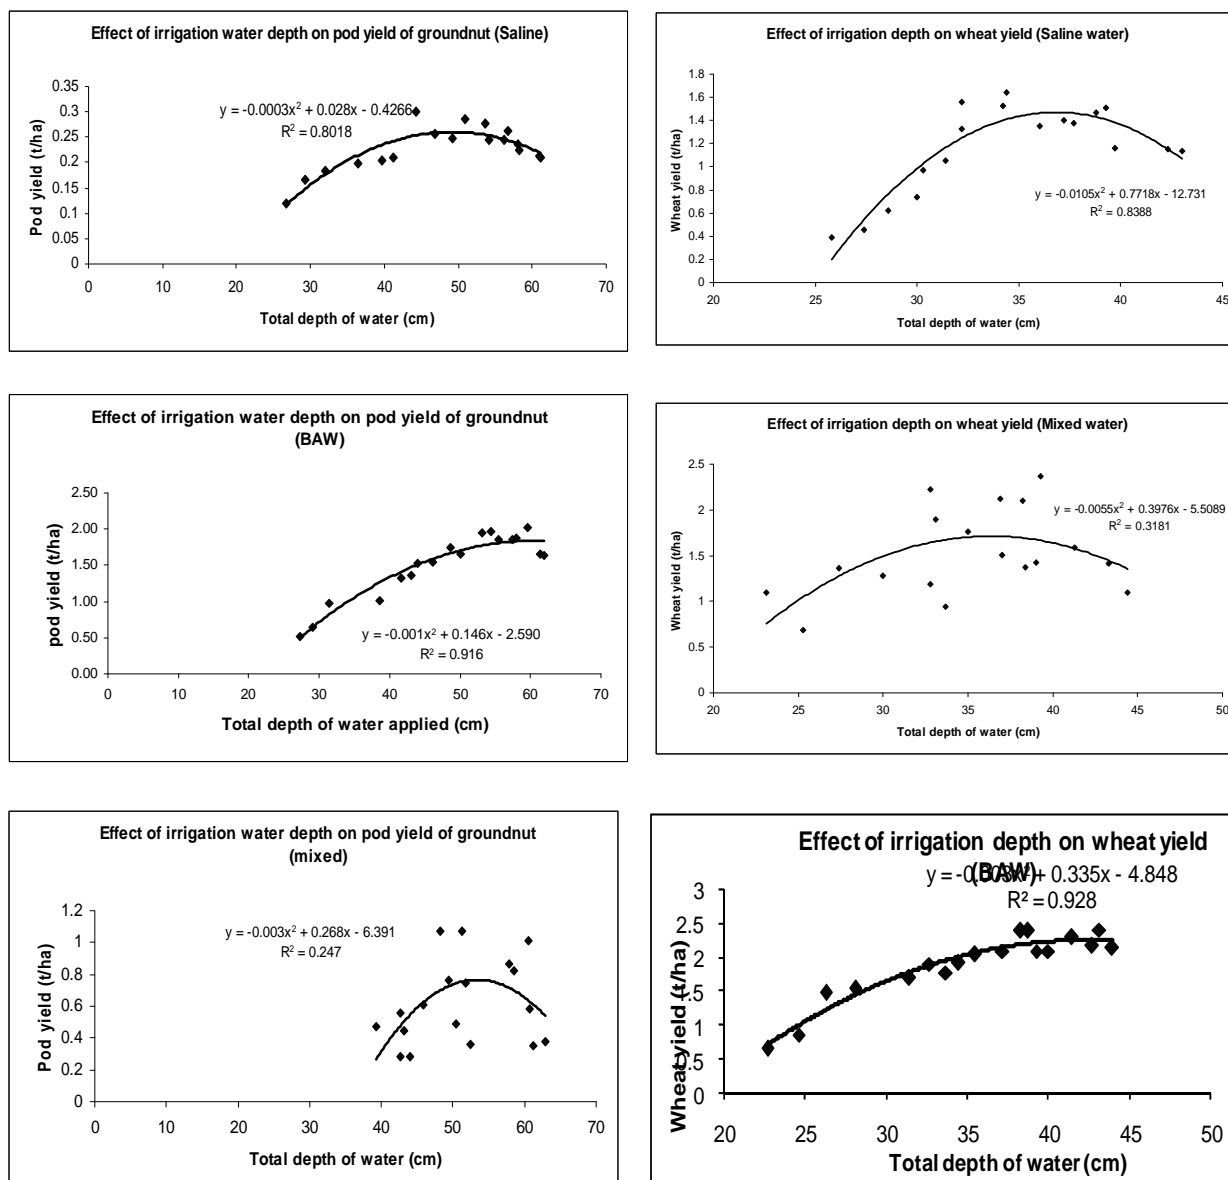 Effect of irrigation water depth on pod yield of groundnut (Saline)
Pod yield (t/ha)
0.35
0.3
0.25
0.2
0.15
0.1
0.05
0
y = -0.0003x² + 0.028x - 0.4266
R² = 0.8018
0 10 20 30 40 50 60 70
Total depth of water (cm)
Effect of irrigation depth on wheat yield (Saline water)
Wheat yield (t/ha)
1.8
1.6
1.4
1.2
1
0.8
0.6
0.4
0.2
0
y = -0.0105x² + 0.7718x - 12.731
R² = 0.8388
20 25 30 35 40 45
Total depth of water (cm)
Effect of irrigation water depth on pod yield of groundnut
(BAW)
pod yield (t/ha)
2.50
2.00
1.50
1.00
0.50
0.00
y = -0.001x² + 0.146x - 2.590
R² = 0.916
0 10 20 30 40 50 60 70
Total depth of water applied (cm)
Effect of irrigation depth on wheat yield (Mixed water)
Wheat yield (t/ha)
2.5
2
1.5
1
0.5
0
y = -0.0055x² + 0.3976x - 5.5089
R² = 0.3181
20 25 30 35 40 45 50
Total depth of water (cm)
Effect of irrigation water depth on pod yield of groundnut
(mixed)
Pod yield (t/ha)
1.2
1
0.8
0.6
0.4
0.2
0
y = -0.003x² + 0.268x - 6.391
R² = 0.247
0 10 20 30 40 50 60 70
Total depth of water (cm)
Effect of irrigation depth on wheat yield
(BAW)
y = + 0.335x - 4.848
R² = 0.928
Wheat yield (t/ha)
3
2.5
2
1.5
1
0.5
0
20 25 30 35 40 45 50
Total depth of water (cm)